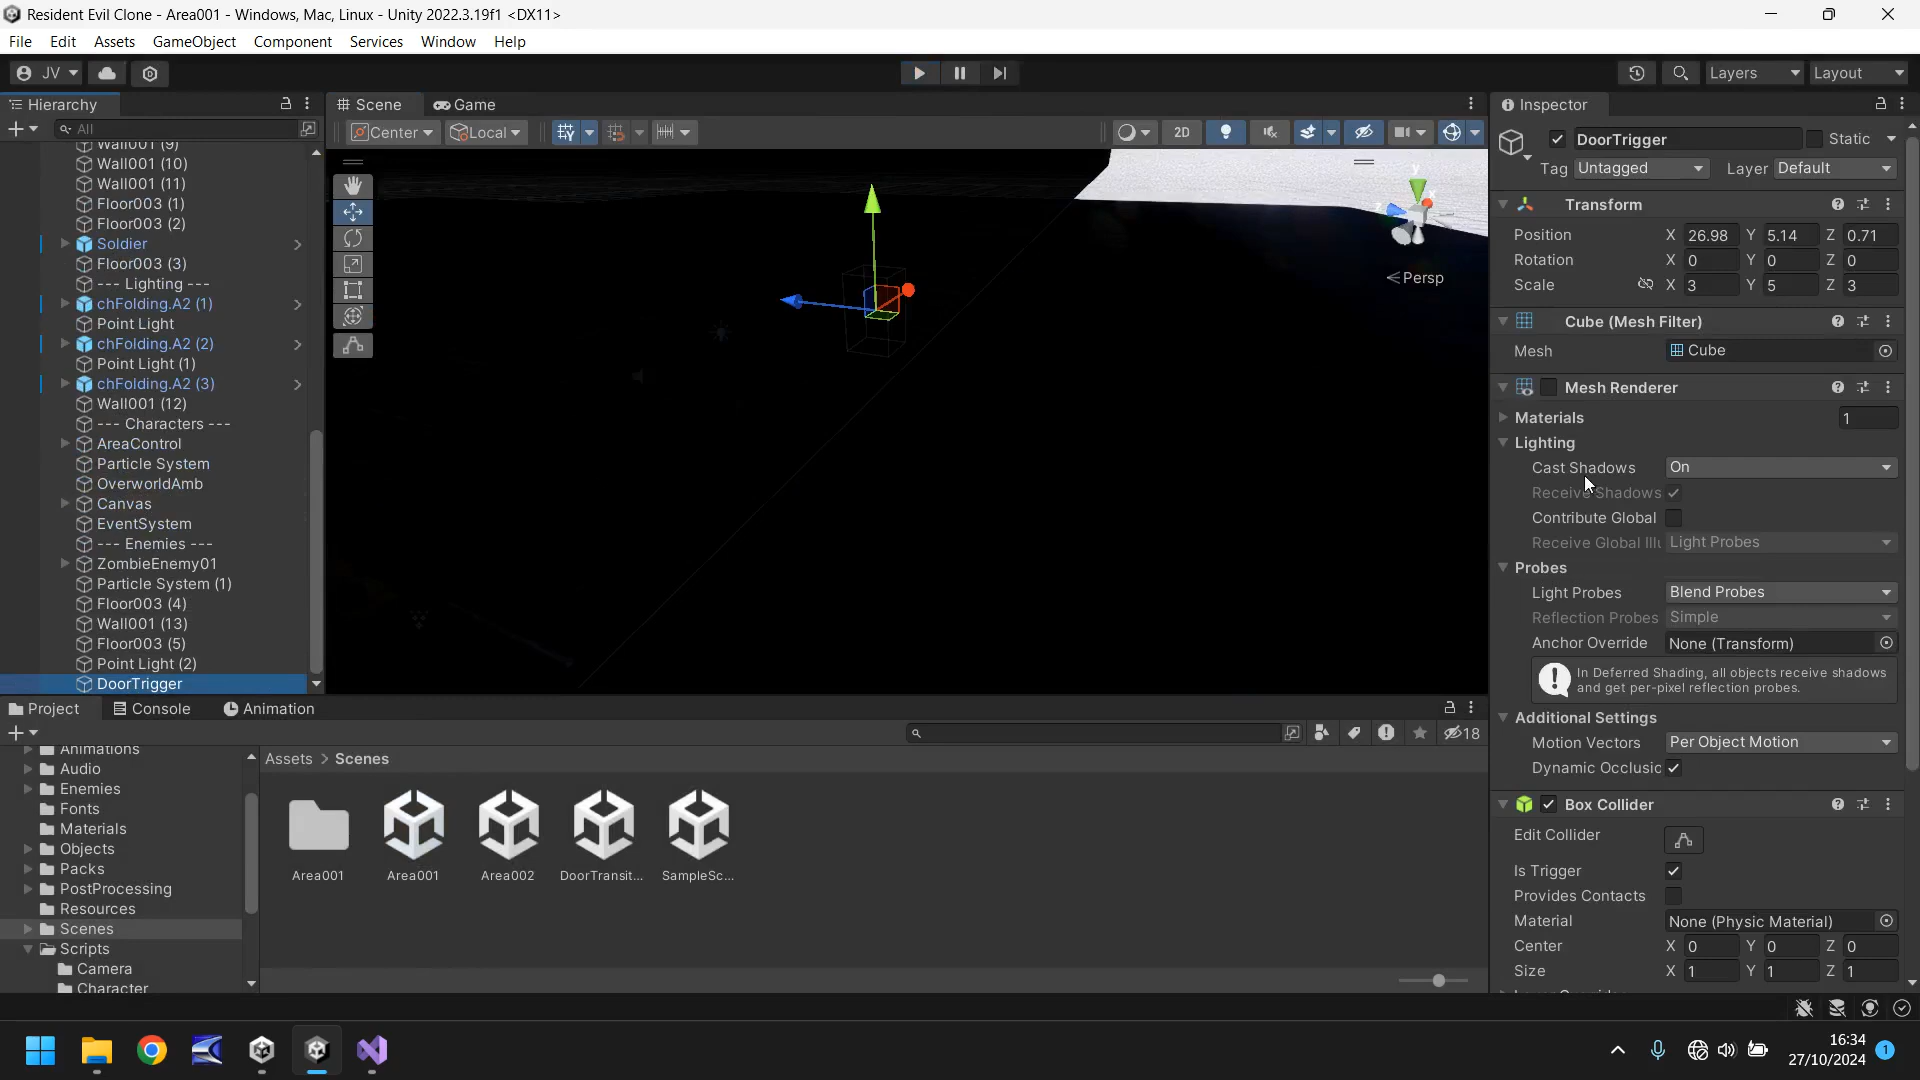 Resident Evil Clone - Area001 - Windows, Mac, Linux - Unity 2022.3.19f1 <DX11>
File Edit Assets GameObject Component Services Window Help
JV Layers Layout
Hierarchy
All
Wall001 (9)
Wall001 (10)
Wall001 (11)
Floor003 (1)
Floor003 (2)
Soldier
Floor003 (3)
--- Lighting ---
chFolding.A2 (1)
Point Light
chFolding.A2 (2)
Point Light (1)
chFolding.A2 (3)
Wall001 (12)
--- Characters ---
AreaControl
Particle System
OverworldAmb
Canvas
EventSystem
--- Enemies ---
ZombieEnemy01
Particle System (1)
Floor003 (4)
Wall001 (13)
Floor003 (5)
Point Light (2)
DoorTrigger
Scene Game
Center Local 2D
y
x
z
Persp
Inspector
DoorTrigger Static
Tag Untagged Layer Default
Transform
Position X 26.98 Y 5.14 Z 0.71
Rotation X 0 Y 0 Z 0
Scale X 3 Y 5 Z 3
Cube (Mesh Filter)
Mesh Cube
Mesh Renderer
Materials 1
Lighting
Cast Shadows On
Receive Shadows
Contribute Global
Receive Global Illu Light Probes
Probes
Light Probes Blend Probes
Reflection Probes Simple
Anchor Override None (Transform)
In Deferred Shading, all objects receive shadows
and get per-pixel reflection probes.
Additional Settings
Motion Vectors Per Object Motion
Dynamic Occlusic
Box Collider
Edit Collider
Is Trigger
Provides Contacts
Material None (Physic Material)
Center X 0 Y 0 Z 0
Size X 1 Y 1 Z 1
Project Console Animation
18
Animations
Audio
Enemies
Fonts
Materials
Objects
Packs
PostProcessing
Resources
Scenes
Scripts
Camera
Character
Assets > Scenes
Area001 Area001 Area002 DoorTransit... SampleSc...
16:34
27/10/2024
1